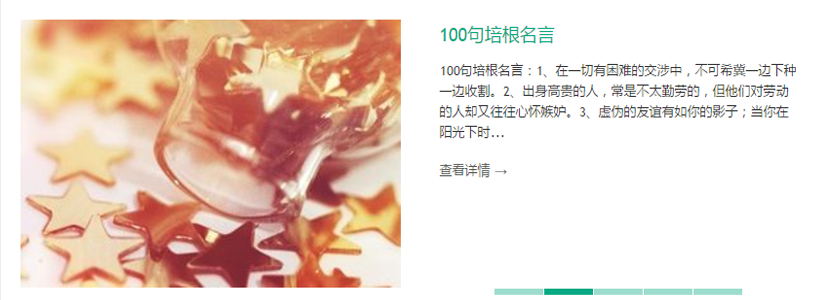 100句培根名言
100句培根名言：1、在一切有困难的交涉中，不可希冀一边下种
一边收割。2、出身高贵的人，常是不太勤劳的，但他们对劳动
的人却又往往心怀嫉妒。3、虚伪的友谊有如你的影子；当你在
阳光下时...
查看详情 →